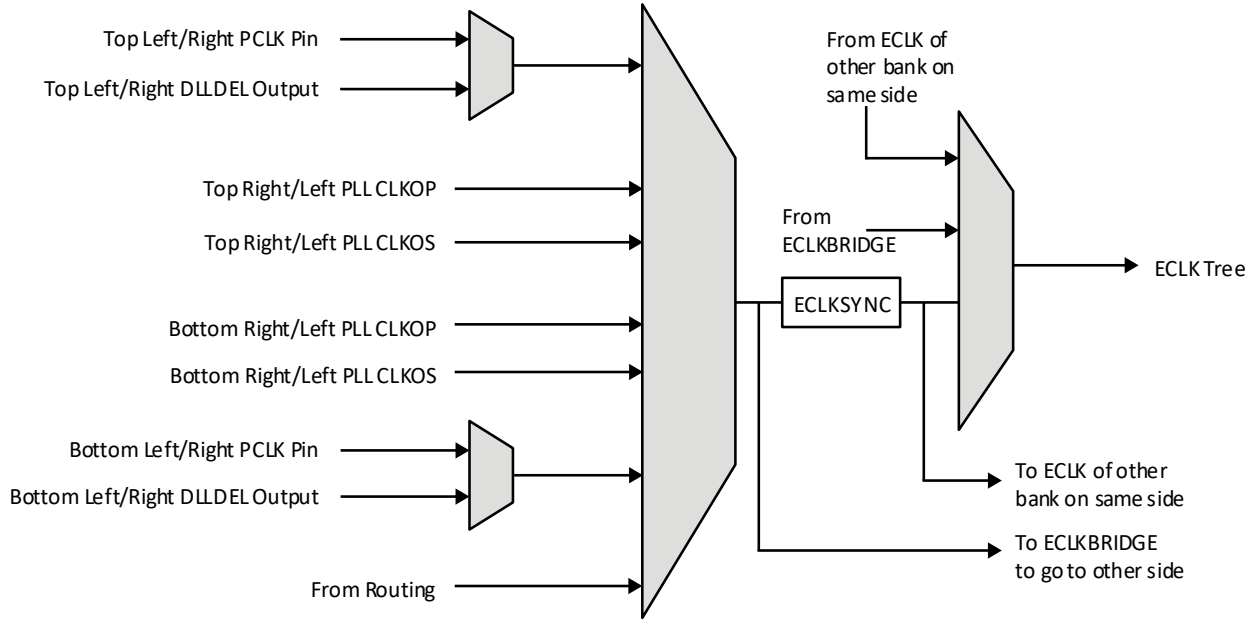 Top Left/Right PCLK Pin
Top Left/Right DLLDEL Output
Top Right/Left PLL CLKOP
Top Right/Left PLL CLKOS
Bottom Right/Left PLL CLKOP
Bottom Right/Left PLL CLKOS
Bottom Left/Right PCLK Pin
Bottom Left/Right DLLDEL Output
From Routing
From ECLK of
other bank on
same side
From
ECLKBRIDGE
ECLKSYNC
ECLK Tree
To ECLK of other
bank on same side
To ECLKBRIDGE
to go to other side